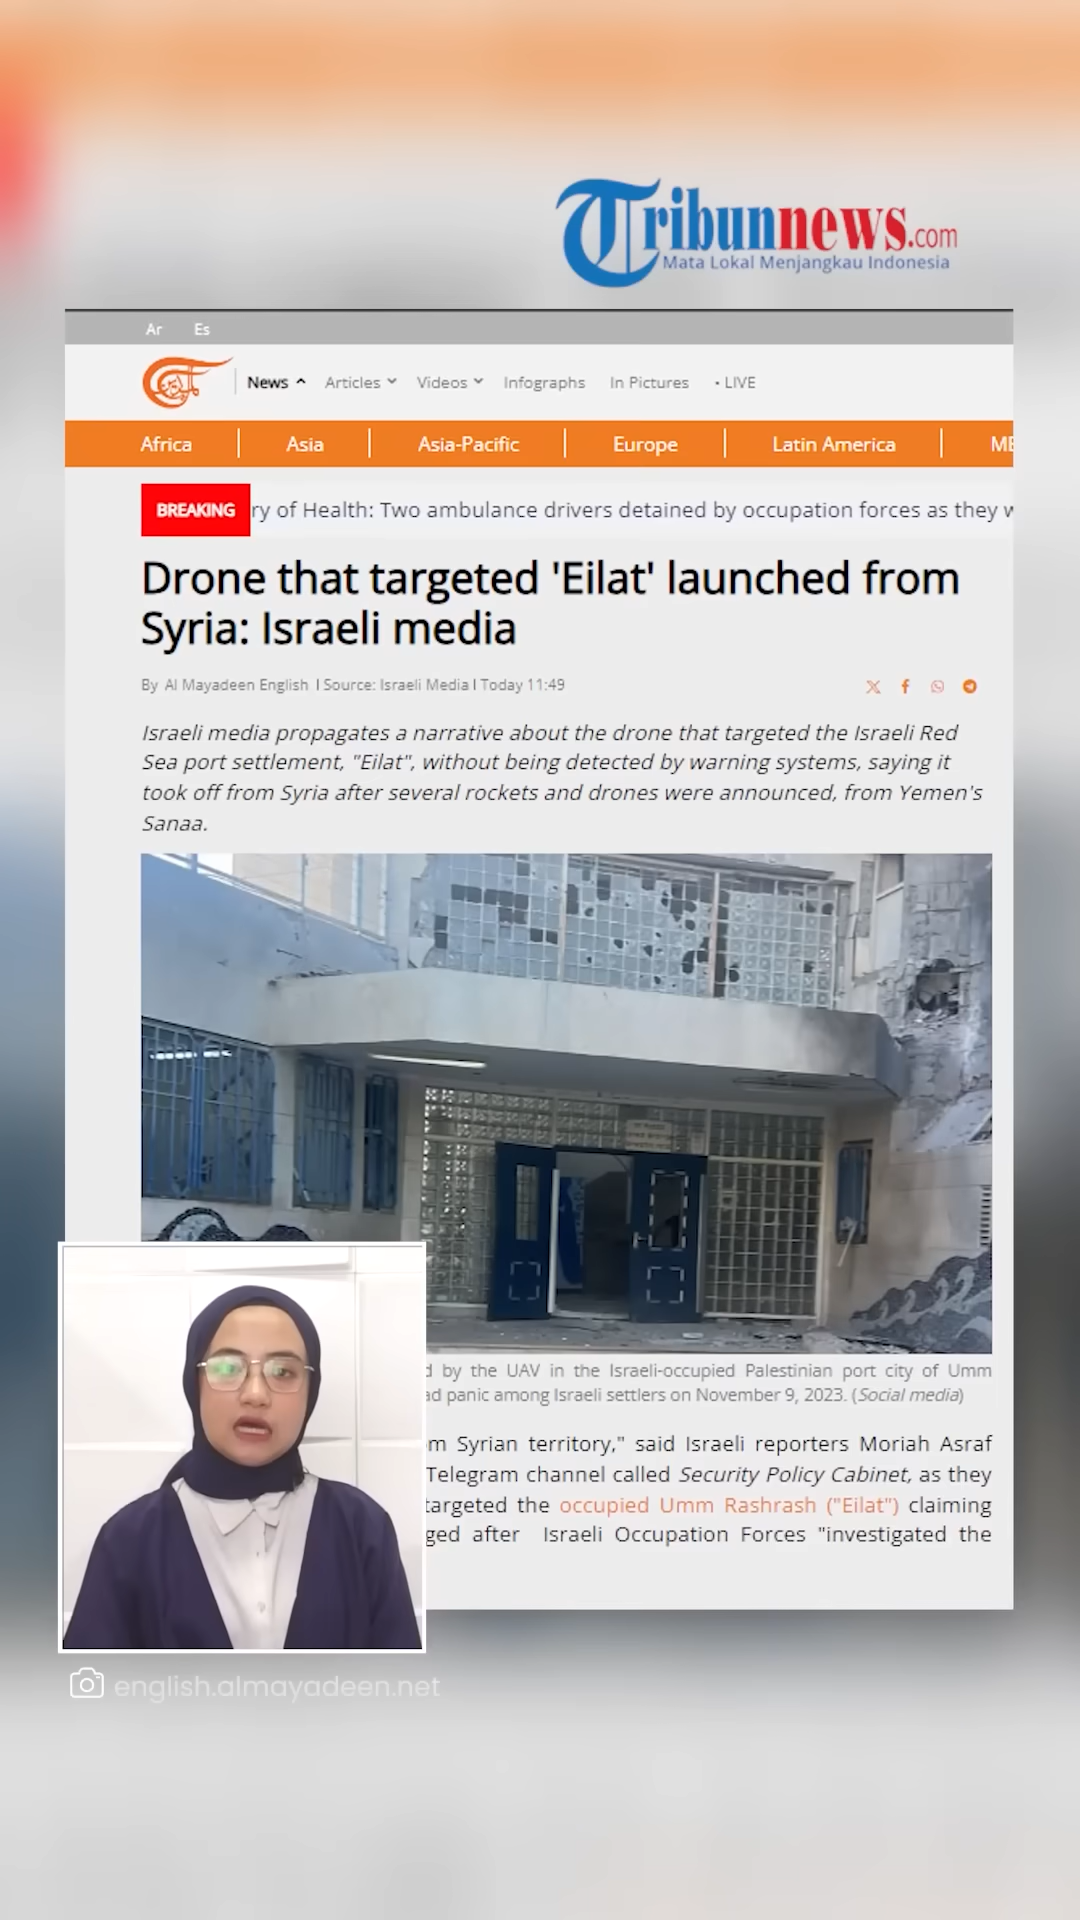 Tribunnews.com
Mata Lokal Menjangkau Indonesia
Ar Es
News Articles Videos Infographs In Pictures • LIVE
Africa Asia Asia-Pacific Europe Latin America
BREAKING ry of Health: Two ambulance drivers detained by occupation forces as they w
Drone that targeted 'Eilat' launched from
Syria: Israeli media
By Al Mayadeen English | Source: Israeli Media | Today 11:49
Israeli media propagates a narrative about the drone that targeted the Israeli Red
Sea port settlement, "Eilat", without being detected by warning systems, saying it
took off from Syria after several rockets and drones were announced, from Yemen's
Sanaa.
d by the UAV in the Israeli-occupied Palestinian port city of Umm
ad panic among Israeli settlers on November 9, 2023. (Social media)
m Syrian territory," said Israeli reporters Moriah Asraf
Telegram channel called Security Policy Cabinet, as they
targeted the occupied Umm Rashrash ("Eilat") claiming
ged after Israeli Occupation Forces "investigated the
english.almayadeen.net